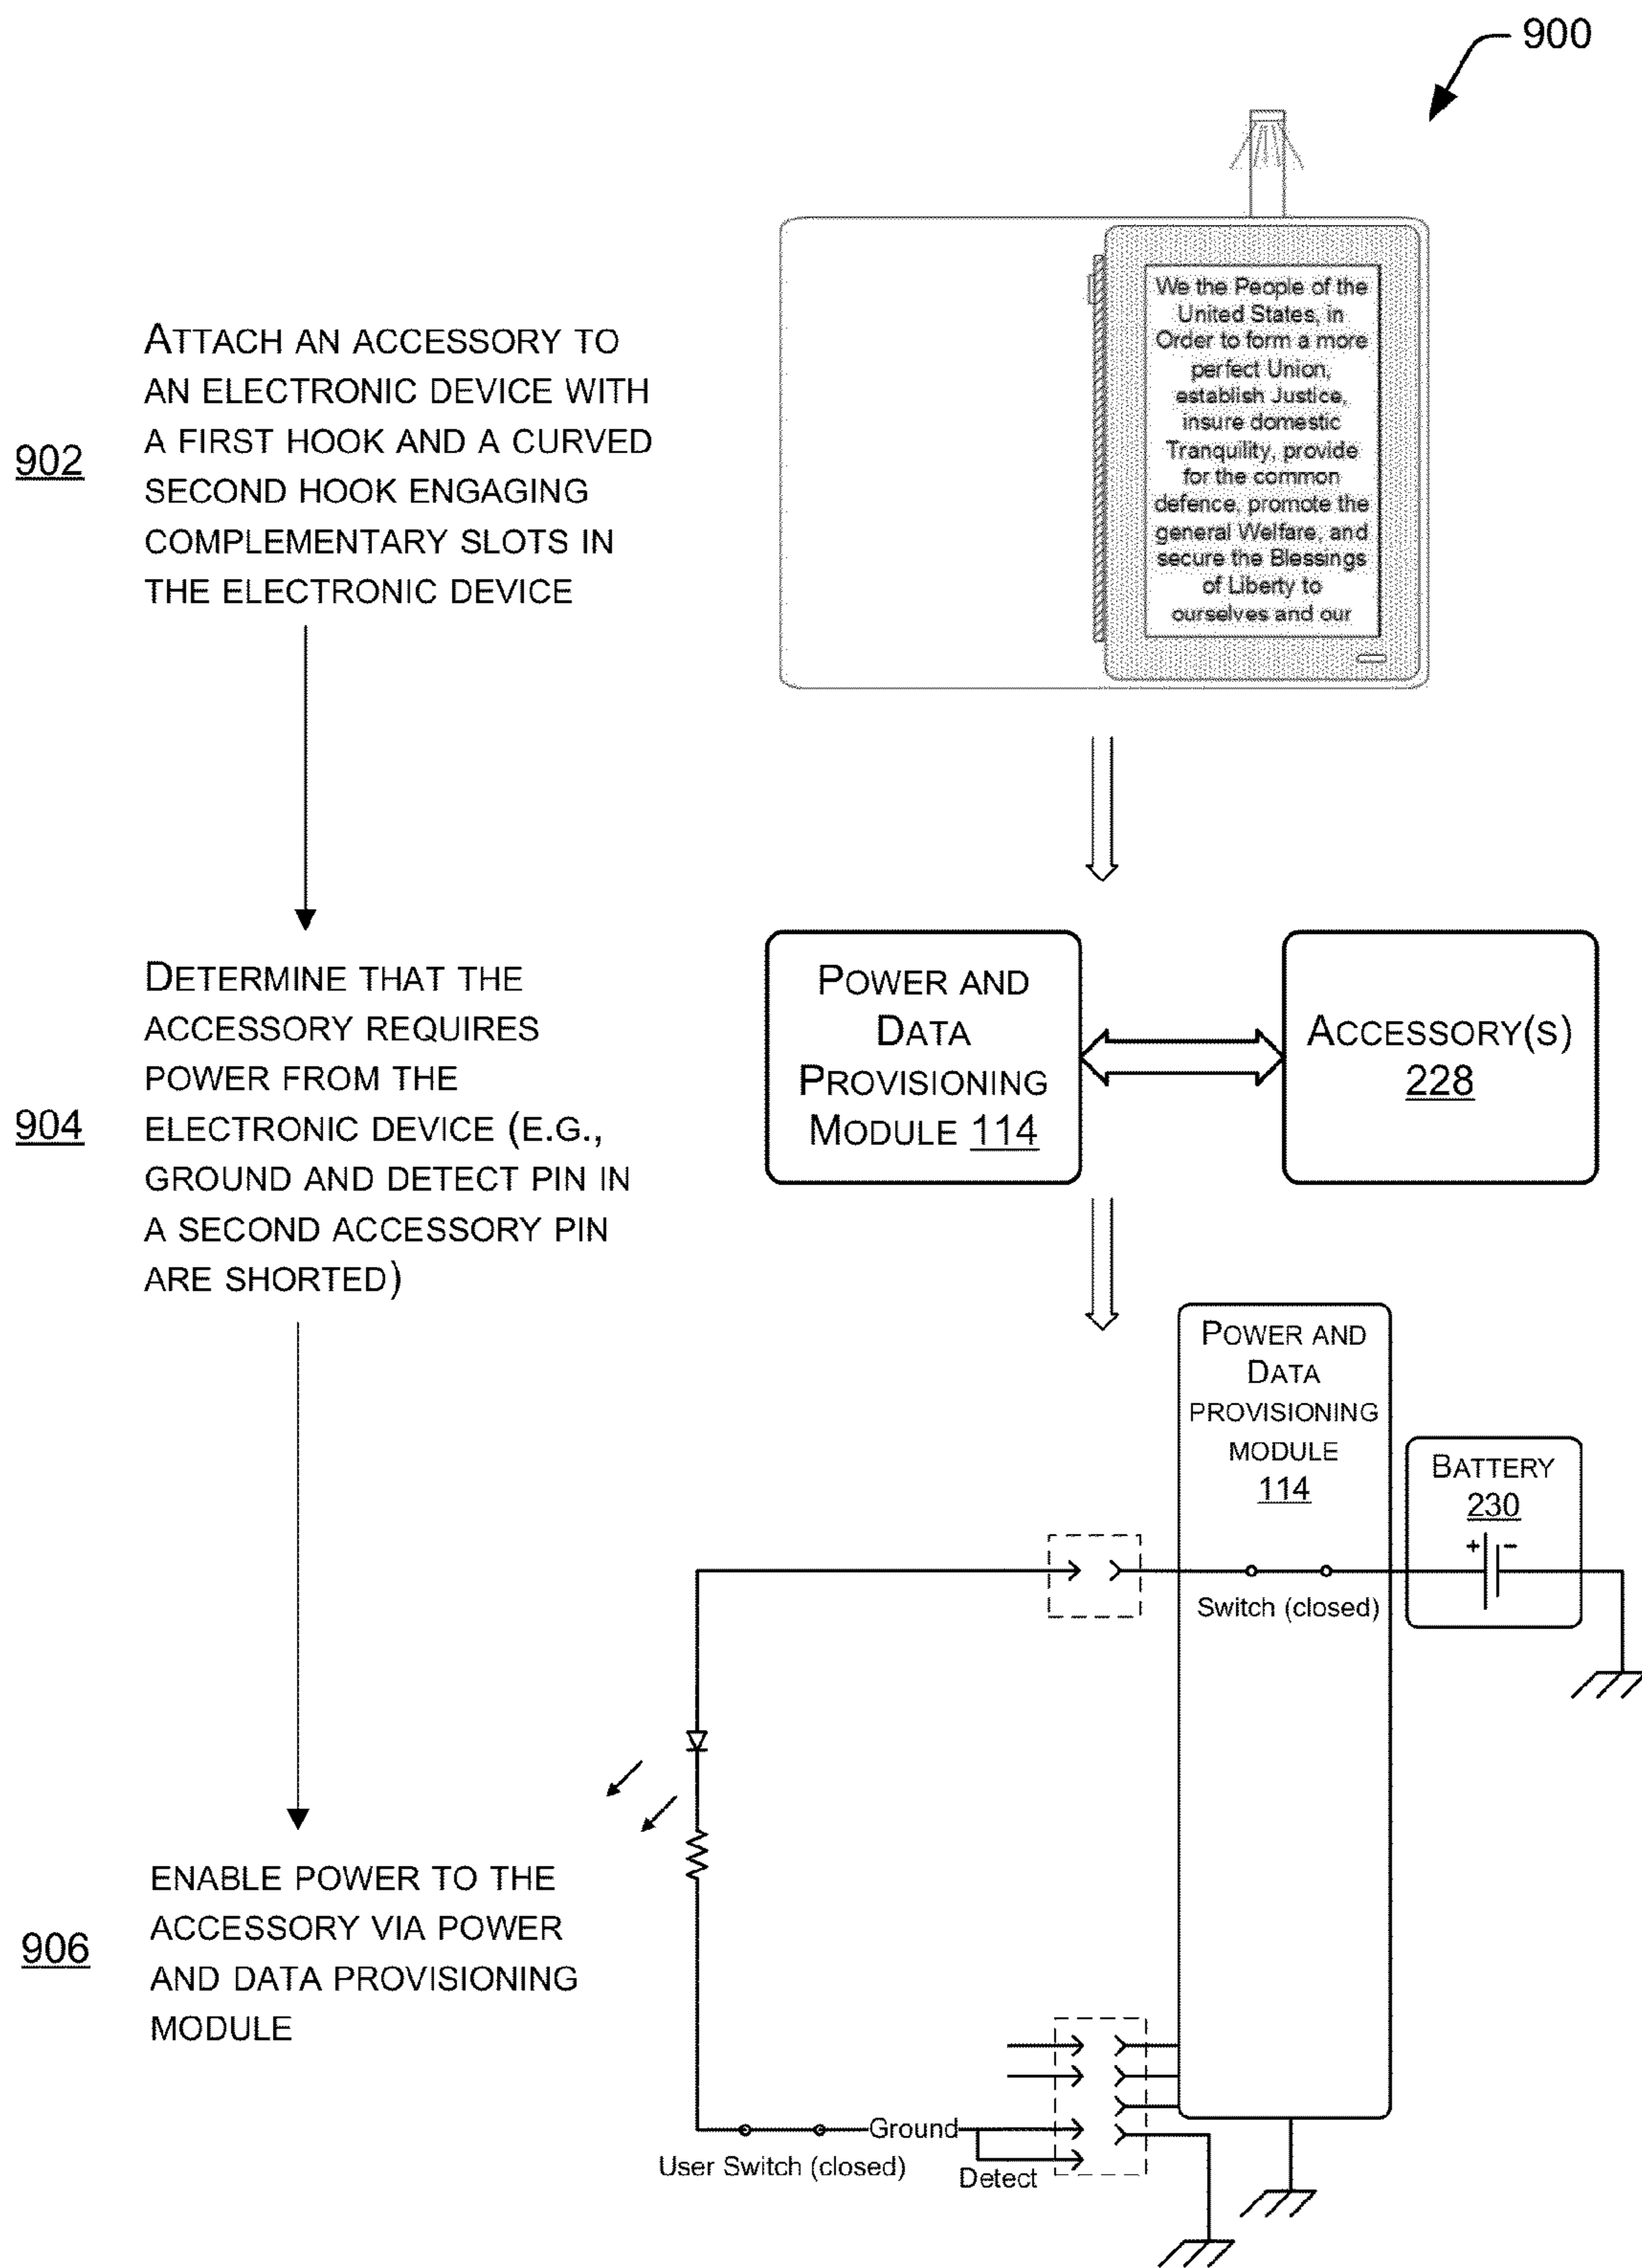 900
We the People of the
United States, in
Order to form a more
perfect Union,
establish Justice,
insure domestic
Tranquility, provide
for the common
defence, promote the
general Welfare, and
secure the Blessings
of Liberty to
ourselves and our
902
ATTACH AN ACCESSORY TO
AN ELECTRONIC DEVICE WITH
A FIRST HOOK AND A CURVED
SECOND HOOK ENGAGING
COMPLEMENTARY SLOTS IN
THE ELECTRONIC DEVICE
904
DETERMINE THAT THE
ACCESSORY REQUIRES
POWER FROM THE
ELECTRONIC DEVICE (E.G.,
GROUND AND DETECT PIN IN
A SECOND ACCESSORY PIN
ARE SHORTED)
POWER AND
DATA
PROVISIONING
MODULE 114
ACCESSORY(S)
228
POWER AND
DATA
PROVISIONING
MODULE
114
BATTERY
230
+ -
Switch (closed)
906
ENABLE POWER TO THE
ACCESSORY VIA POWER
AND DATA PROVISIONING
MODULE
Ground
User Switch (closed)
Detect